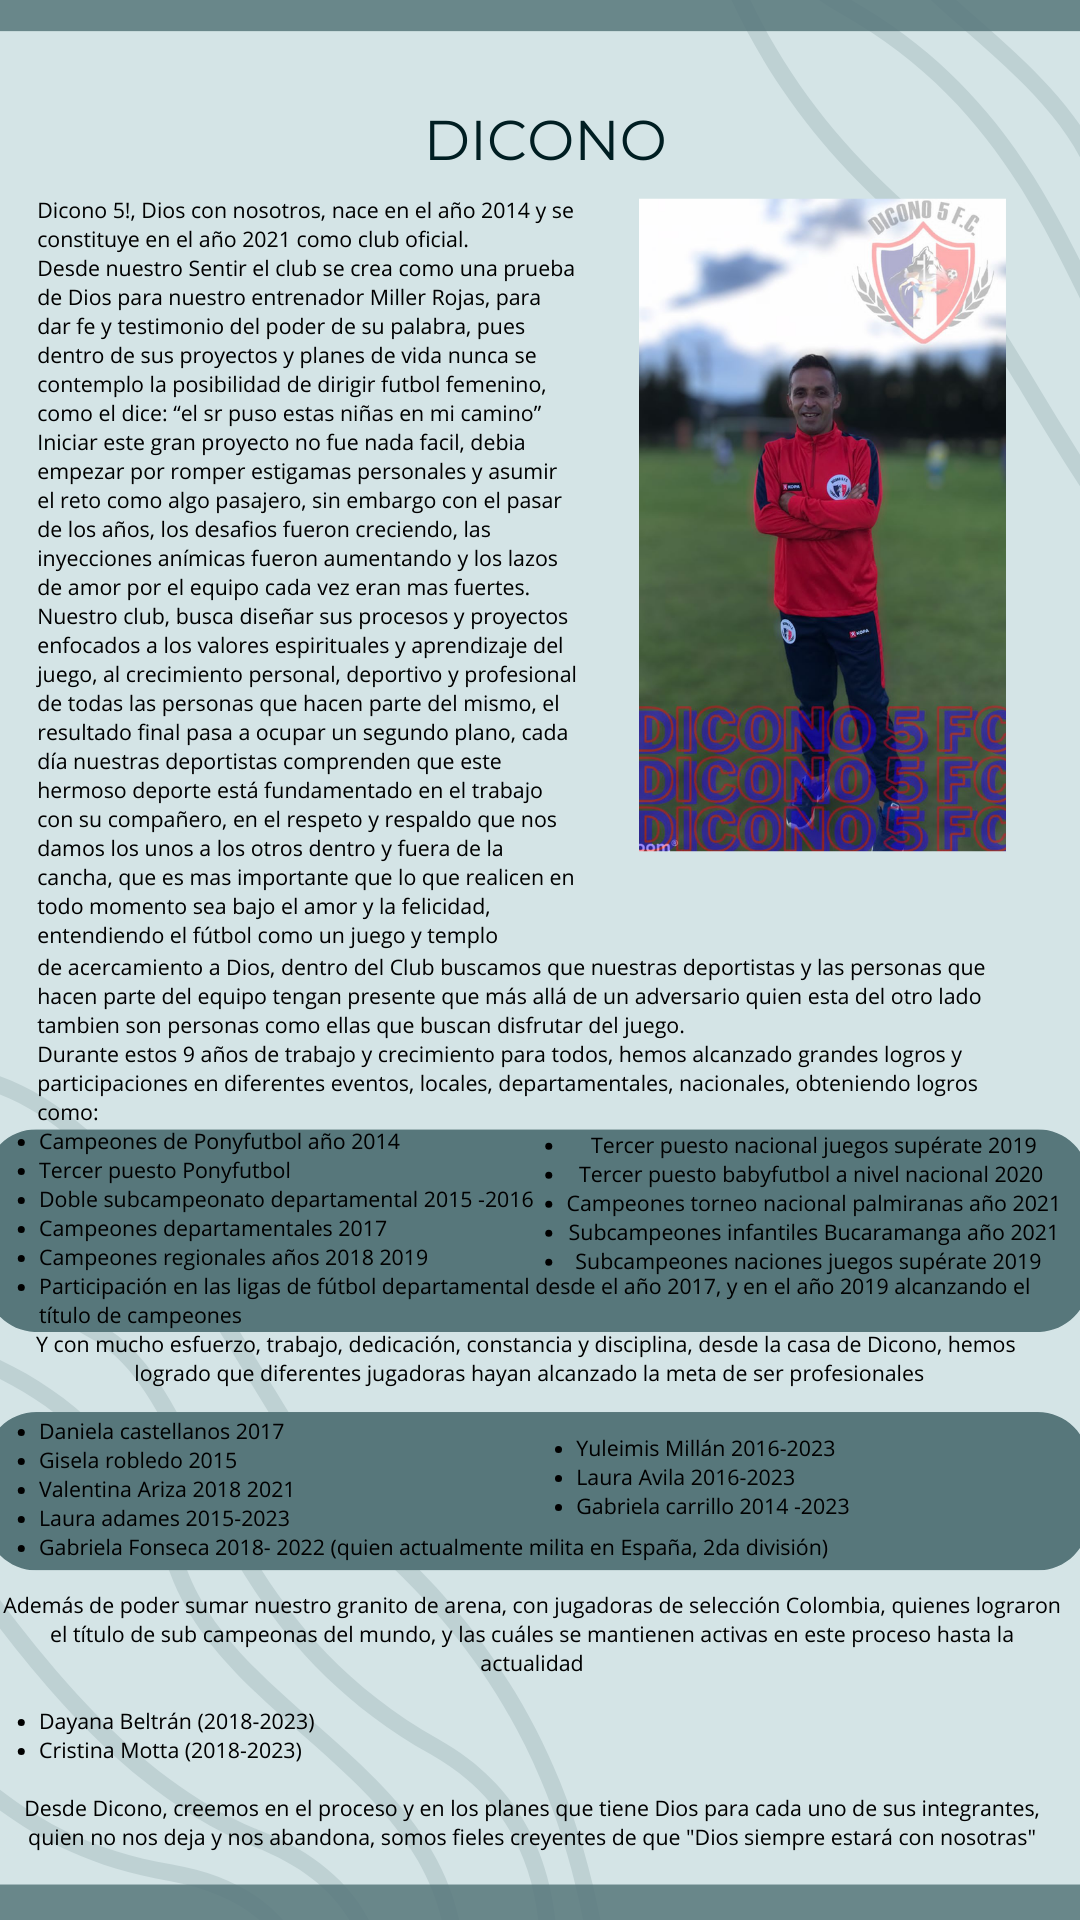 DICONO
Dicono 5!, Dios con nosotros, nace en el año 2014 y se
constituye en el año 2021 como club oficial.
Desde nuestro Sentir el club se crea como una prueba
de Dios para nuestro entrenador Miller Rojas, para
dar fe y testimonio del poder de su palabra, pues
dentro de sus proyectos y planes de vida nunca se
contemplo la posibilidad de dirigir futbol femenino,
como el dice: “el sr puso estas niñas en mi camino”
Iniciar este gran proyecto no fue nada facil, debia
empezar por romper estigamas personales y asumir
el reto como algo pasajero, sin embargo con el pasar
de los años, los desafios fueron creciendo, las
inyecciones anímicas fueron aumentando y los lazos
de amor por el equipo cada vez eran mas fuertes.
Nuestro club, busca diseñar sus procesos y proyectos
enfocados a los valores espirituales y aprendizaje del
juego, al crecimiento personal, deportivo y profesional
de todas las personas que hacen parte del mismo, el
resultado final pasa a ocupar un segundo plano, cada
día nuestras deportistas comprenden que este
hermoso deporte está fundamentado en el trabajo
con su compañero, en el respeto y respaldo que nos
damos los unos a los otros dentro y fuera de la
cancha, que es mas importante que lo que realicen en
todo momento sea bajo el amor y la felicidad,
entendiendo el fútbol como un juego y templo
DICONO 5 F.C.
KOPA
KOPA
DICONO 5 FC
DICONO 5 FC
DICONO 5 FC
oom®
de acercamiento a Dios, dentro del Club buscamos que nuestras deportistas y las personas que
hacen parte del equipo tengan presente que más allá de un adversario quien esta del otro lado
tambien son personas como ellas que buscan disfrutar del juego.
Durante estos 9 años de trabajo y crecimiento para todos, hemos alcanzado grandes logros y
participaciones en diferentes eventos, locales, departamentales, nacionales, obteniendo logros
como:
• Campeones de Ponyfutbol año 2014
• Tercer puesto Ponyfutbol
• Doble subcampeonato departamental 2015 -2016
• Campeones departamentales 2017
• Campeones regionales años 2018 2019
• Tercer puesto nacional juegos supérate 2019
• Tercer puesto babyfutbol a nivel nacional 2020
• Campeones torneo nacional palmiranas año 2021
• Subcampeones infantiles Bucaramanga año 2021
• Subcampeones naciones juegos supérate 2019
• Participación en las ligas de fútbol departamental desde el año 2017, y en el año 2019 alcanzando el
título de campeones
Y con mucho esfuerzo, trabajo, dedicación, constancia y disciplina, desde la casa de Dicono, hemos
logrado que diferentes jugadoras hayan alcanzado la meta de ser profesionales
• Daniela castellanos 2017
• Gisela robledo 2015
• Valentina Ariza 2018 2021
• Laura adames 2015-2023
• Gabriela Fonseca 2018- 2022 (quien actualmente milita en España, 2da división)
• Yuleimis Millán 2016-2023
• Laura Avila 2016-2023
• Gabriela carrillo 2014 -2023
Además de poder sumar nuestro granito de arena, con jugadoras de selección Colombia, quienes lograron
el título de sub campeonas del mundo, y las cuáles se mantienen activas en este proceso hasta la
actualidad
• Dayana Beltrán (2018-2023)
• Cristina Motta (2018-2023)
Desde Dicono, creemos en el proceso y en los planes que tiene Dios para cada uno de sus integrantes,
quien no nos deja y nos abandona, somos fieles creyentes de que "Dios siempre estará con nosotras"